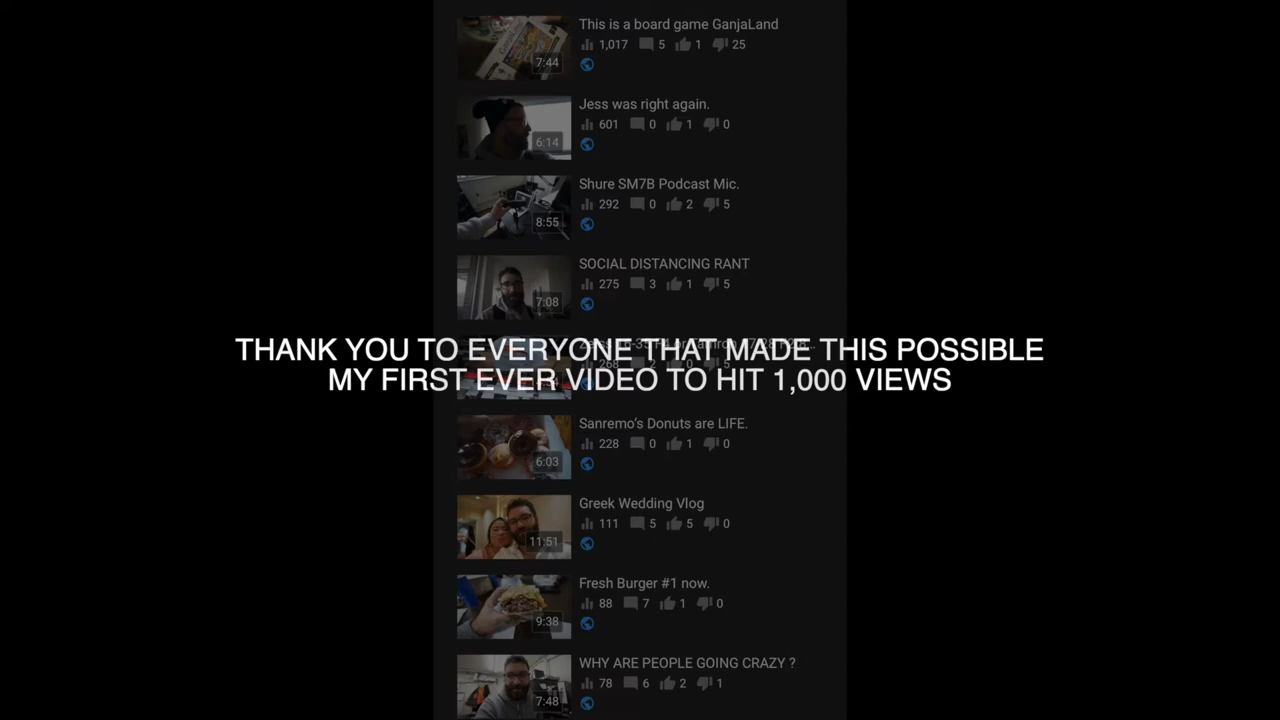 This is a board game GanjaLand
1,017 5 1 25
7:44
Jess was right again.
601 0 1 0
6:14
Shure SM7B Podcast Mic.
292 0 2 5
8:55
SOCIAL DISTANCING RANT
275 3 1 5
7:08
THANK YOU TO EVERYONE THAT MADE THIS POSSIBLE
268 2 0 5
MY FIRST EVER VIDEO TO HIT 1,000 VIEWS
Sanremo’s Donuts are LIFE.
228 0 1 0
6:03
Greek Wedding Vlog
111 5 5 0
11:51
Fresh Burger #1 now.
88 7 1 0
9:38
WHY ARE PEOPLE GOING CRAZY ?
78 6 2 1
7:48